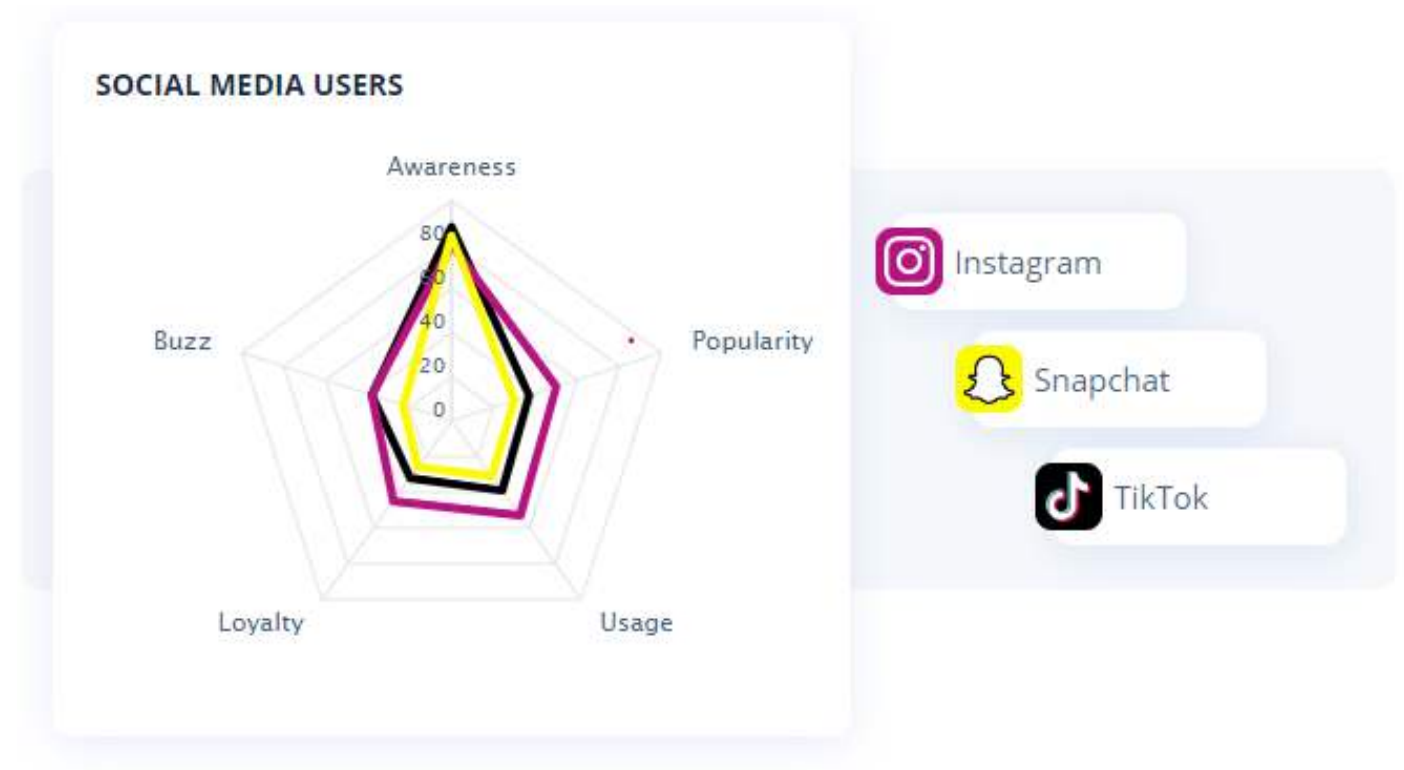 SOCIAL MEDIA USERS
Awareness
80
60
40
20
0
Buzz
Popularity
Loyalty
Usage
Instagram
Snapchat
TikTok